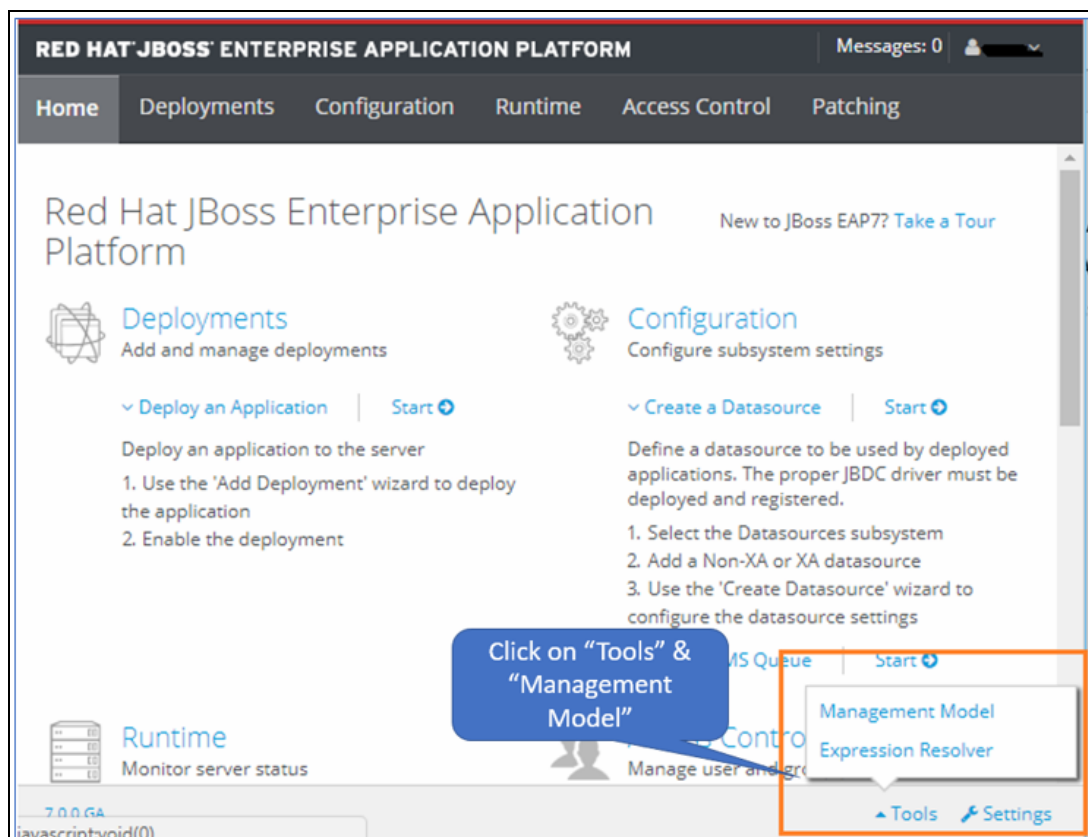 RED HAT JBOSS ENTERPRISE APPLICATION PLATFORM
Messages: 0
Home Deployments Configuration Runtime Access Control Patching
Red Hat JBoss Enterprise Application
Platform
New to JBoss EAP7? Take a Tour
Deployments
Add and manage deployments
Deploy an Application
Start
Deploy an application to the server
1. Use the 'Add Deployment' wizard to deploy
the application
2. Enable the deployment
Configuration
Configure subsystem settings
Create a Datasource
Start
Define a datasource to be used by deployed
applications. The proper JBDC driver must be
deployed and registered.
1. Select the Datasources subsystem
2. Add a Non-XA or XA datasource
3. Use the 'Create Datasource' wizard to
configure the datasource settings
Queue
Start
Click on “Tools” &
“Management
Model”
Management Model
Expression Resolver
Runtime
Monitor server status
Manage user and
7.0.0 GA
Tools
Settings
javascript:void(0)